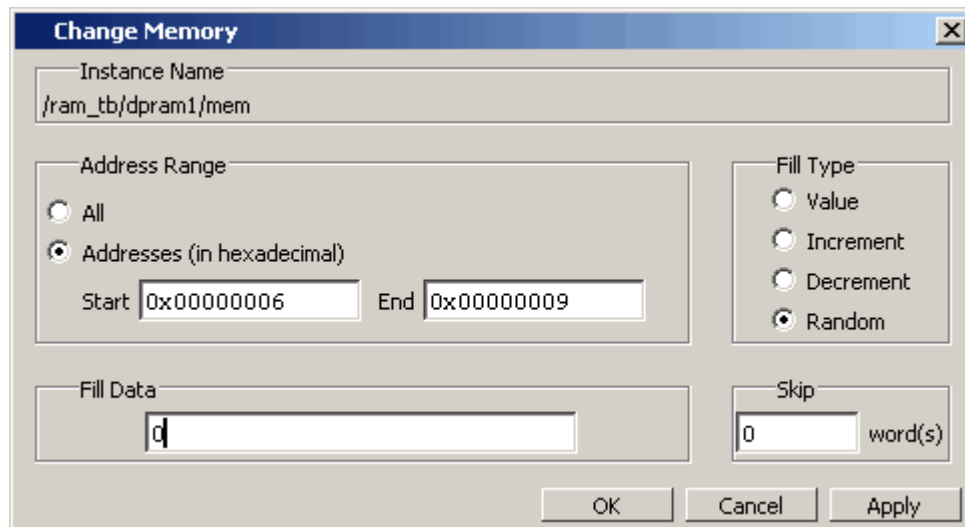 Change Memory
Instance Name
/ram_tb/dpram1/mem
Address Range
All
Addresses (in hexadecimal)
Start 0x00000006 End 0x00000009
Fill Type
Value
Increment
Decrement
Random
Fill Data
0
Skip
0 word(s)
OK Cancel Apply